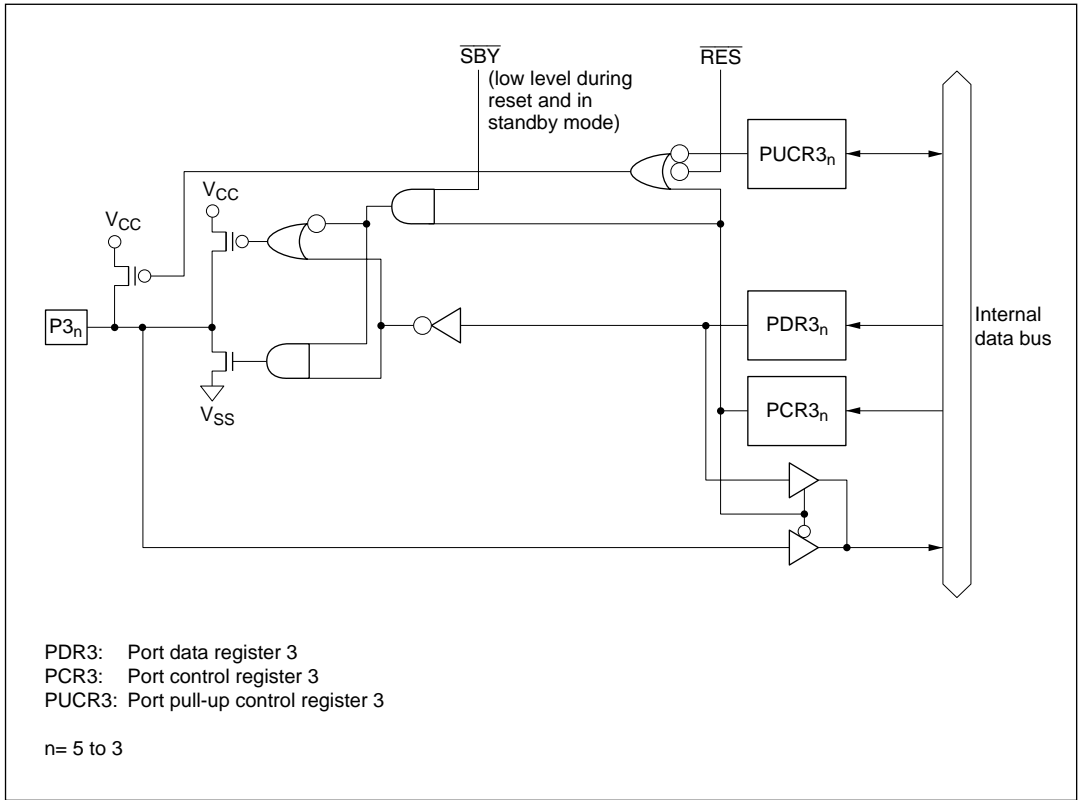 SBY
(low level during
reset and in
standby mode)
RES
PUCR3n
VCC
VCC
P3n
VSS
PDR3n
PCR3n
Internal
data bus
PDR3: Port data register 3
PCR3: Port control register 3
PUCR3: Port pull-up control register 3
n= 5 to 3